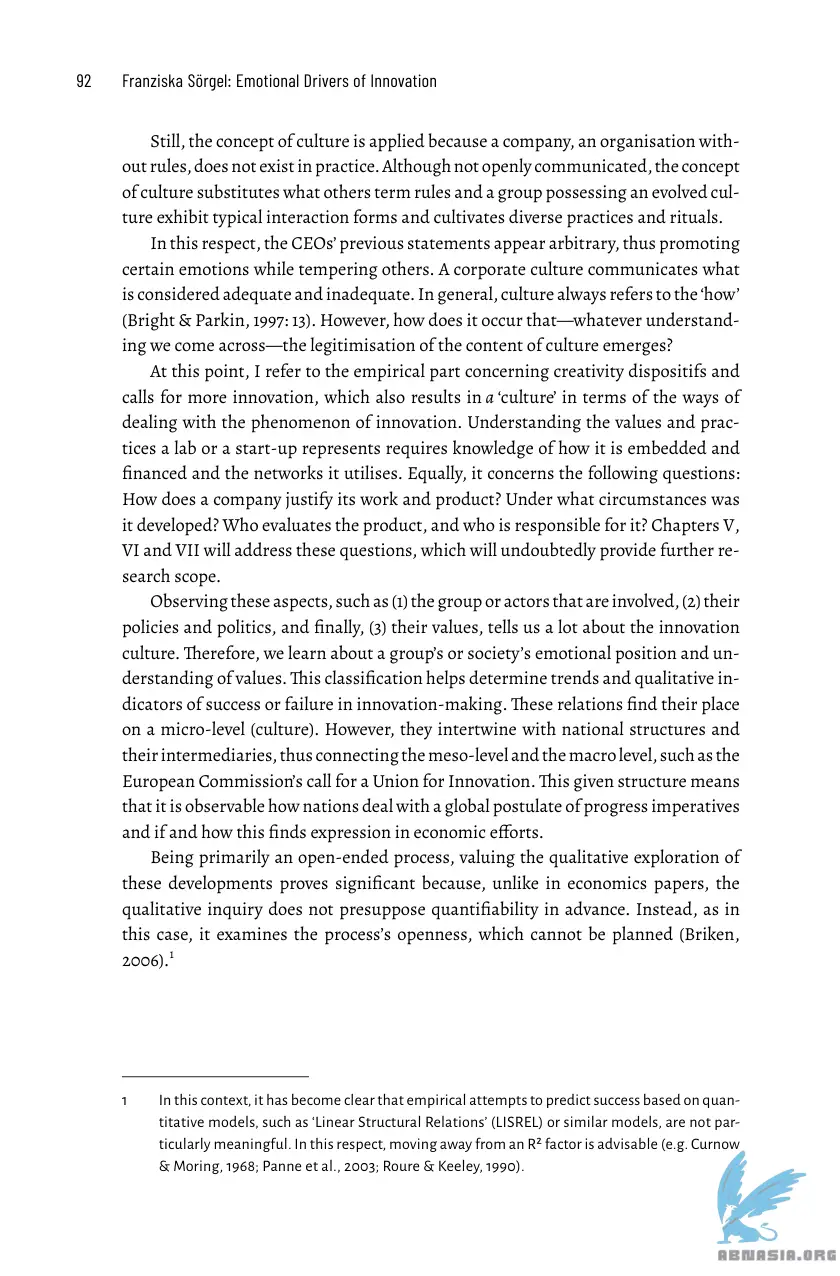 92 Franziska Sörgel: Emotional Drivers of Innovation
Still, the concept of culture is applied because a company, an organisation with-
out rules, does not exist in practice. Although not openly communicated, the concept
of culture substitutes what others term rules and a group possessing an evolved cul-
ture exhibit typical interaction forms and cultivates diverse practices and rituals.
In this respect, the CEOs’ previous statements appear arbitrary, thus promoting
certain emotions while tempering others. A corporate culture communicates what
is considered adequate and inadequate. In general, culture always refers to the ‘how’
(Bright & Parkin, 1997: 13). However, how does it occur that—whatever understand-
ing we come across—the legitimisation of the content of culture emerges?
At this point, I refer to the empirical part concerning creativity dispositifs and
calls for more innovation, which also results in a ‘culture’ in terms of the ways of
dealing with the phenomenon of innovation. Understanding the values and prac-
tices a lab or a start-up represents requires knowledge of how it is embedded and
financed and the networks it utilises. Equally, it concerns the following questions:
How does a company justify its work and product? Under what circumstances was
it developed? Who evaluates the product, and who is responsible for it? Chapters V,
VI and VII will address these questions, which will undoubtedly provide further re-
search scope.
Observing these aspects, such as (1) the group or actors that are involved, (2) their
policies and politics, and finally, (3) their values, tells us a lot about the innovation
culture. Therefore, we learn about a group’s or society’s emotional position and un-
derstanding of values. This classification helps determine trends and qualitative in-
dicators of success or failure in innovation-making. These relations find their place
on a micro-level (culture). However, they intertwine with national structures and
their intermediaries, thus connecting the meso-level and the macro level, such as the
European Commission’s call for a Union for Innovation. This given structure means
that it is observable how nations deal with a global postulate of progress imperatives
and if and how this finds expression in economic efforts.
Being primarily an open-ended process, valuing the qualitative exploration of
these developments proves significant because, unlike in economics papers, the
qualitative inquiry does not presuppose quantifiability in advance. Instead, as in
this case, it examines the process’s openness, which cannot be planned (Briken,
2006).¹
1 In this context, it has become clear that empirical attempts to predict success based on quan-
titative models, such as ‘Linear Structural Relations’ (LISREL) or similar models, are not par-
ticularly meaningful. In this respect, moving away from an R² factor is advisable (e.g. Curnow
& Moring, 1968; Panne et al., 2003; Roure & Keeley, 1990).
ABNASIA.ORG